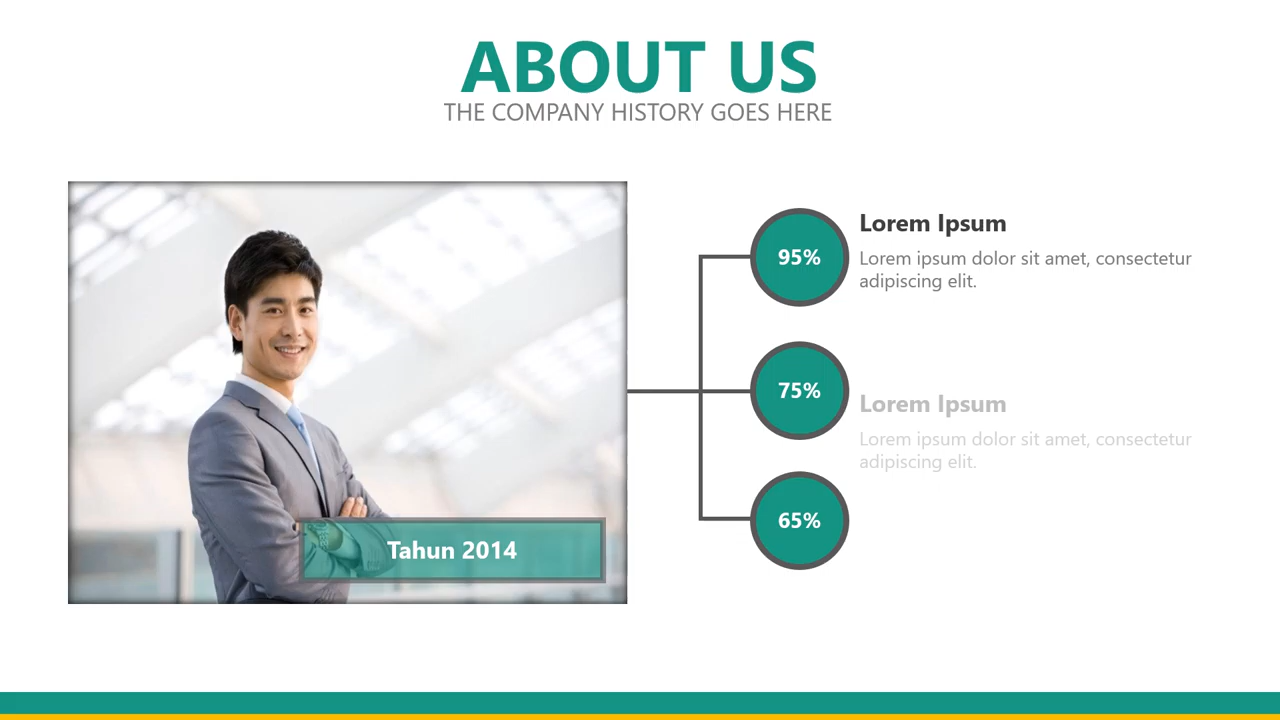 ABOUT US
THE COMPANY HISTORY GOES HERE
95%
Lorem Ipsum
Lorem ipsum dolor sit amet, consectetur
adipiscing elit.
75%
Lorem Ipsum
Lorem ipsum dolor sit amet, consectetur
adipiscing elit.
65%
Tahun 2014